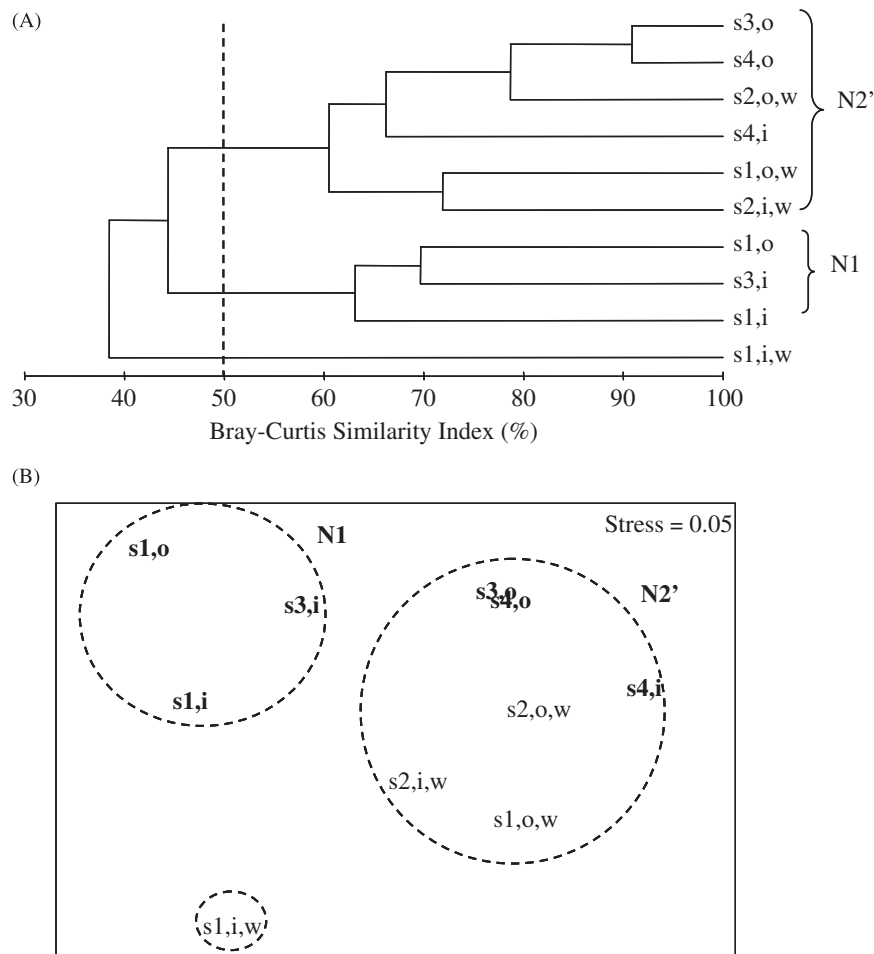 (A)
s3,o
s4,o
s2,o,w
N2'
s4,i
s1,o,w
s2,i,w
s1,o
N1
s3,i
s1,i
s1,i,w
30 40 50 60 70 80 90 100
Bray-Curtis Similarity Index (%)
(B)
Stress = 0.05
N1
s1,o
s3,o
N2'
s4,o
s3,i
s4,i
s1,i
s2,o,w
s2,i,w
s1,o,w
s1,i,w